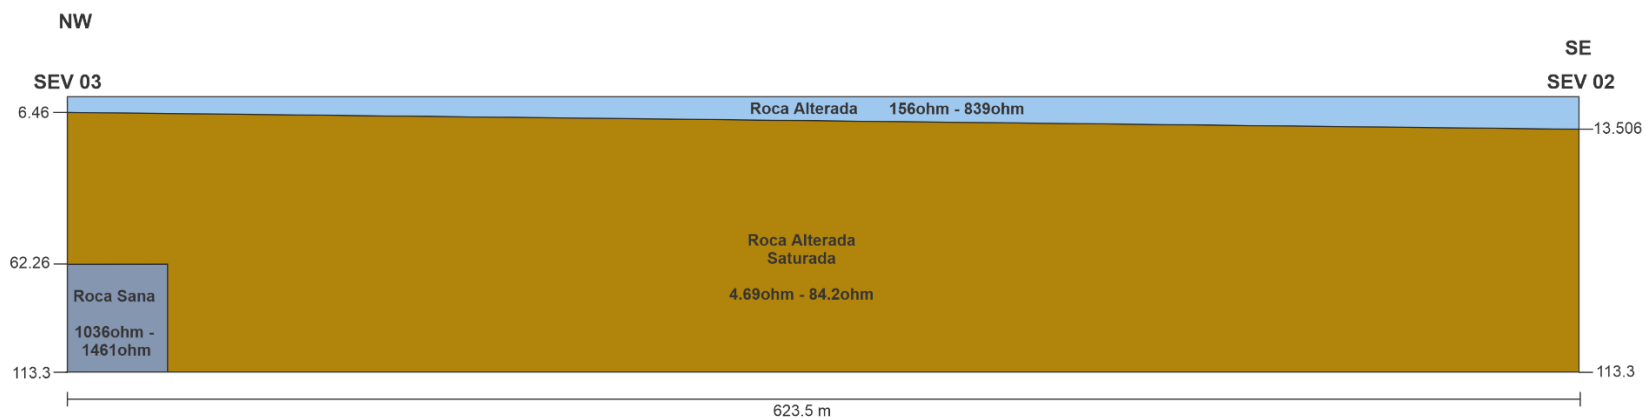 NW
SE
SEV 03
SEV 02
Roca Alterada 156ohm - 839ohm
6.46
13.506
Roca Alterada
Saturada
4.69ohm - 84.2ohm
62.26
Roca Sana
1036ohm -
1461ohm
113.3
113.3
623.5 m